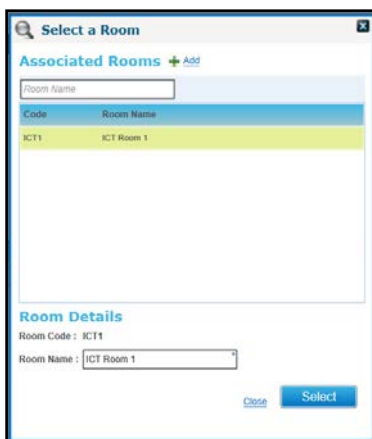 Select a Room
Associated Rooms Add
Room Name
Code Room Name
ICT1 ICT Room 1
Room Details
Room Code : ICT1
Room Name : ICT Room 1 *
Close Select